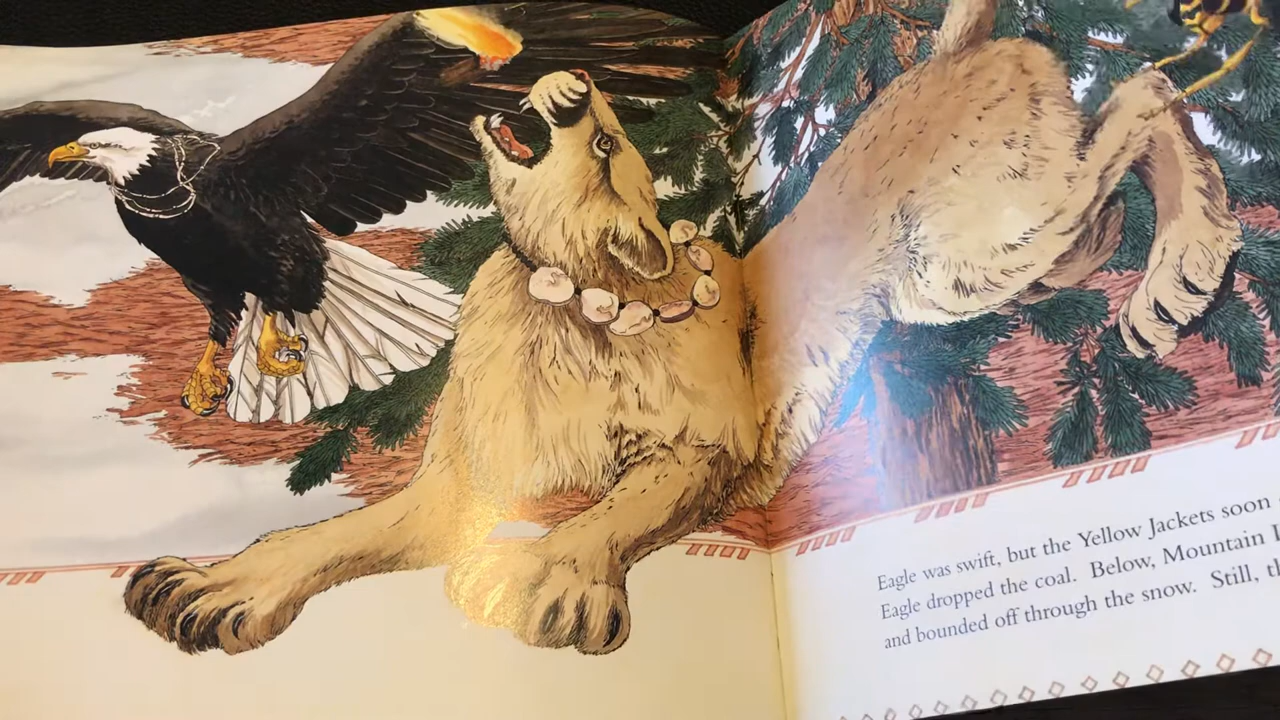 Eagle was swift, but the Yellow Jackets soon
Eagle dropped the coal. Below, Mountain
and bounded off through the snow. Still,